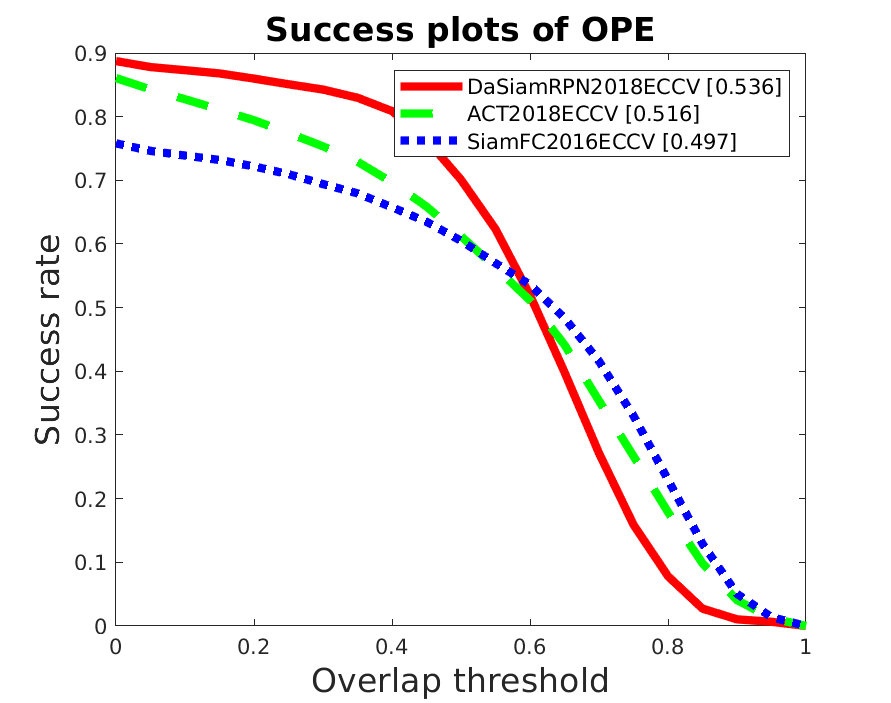 Success plots of OPE
0.9
0.8
0.7
0.6
0.5
0.4
0.3
0.2
0.1
0
Success rate
DaSiamRPN2018ECCV [0.536]
ACT2018ECCV [0.516]
SiamFC2016ECCV [0.497]
0 0.2 0.4 0.6 0.8 1
Overlap threshold